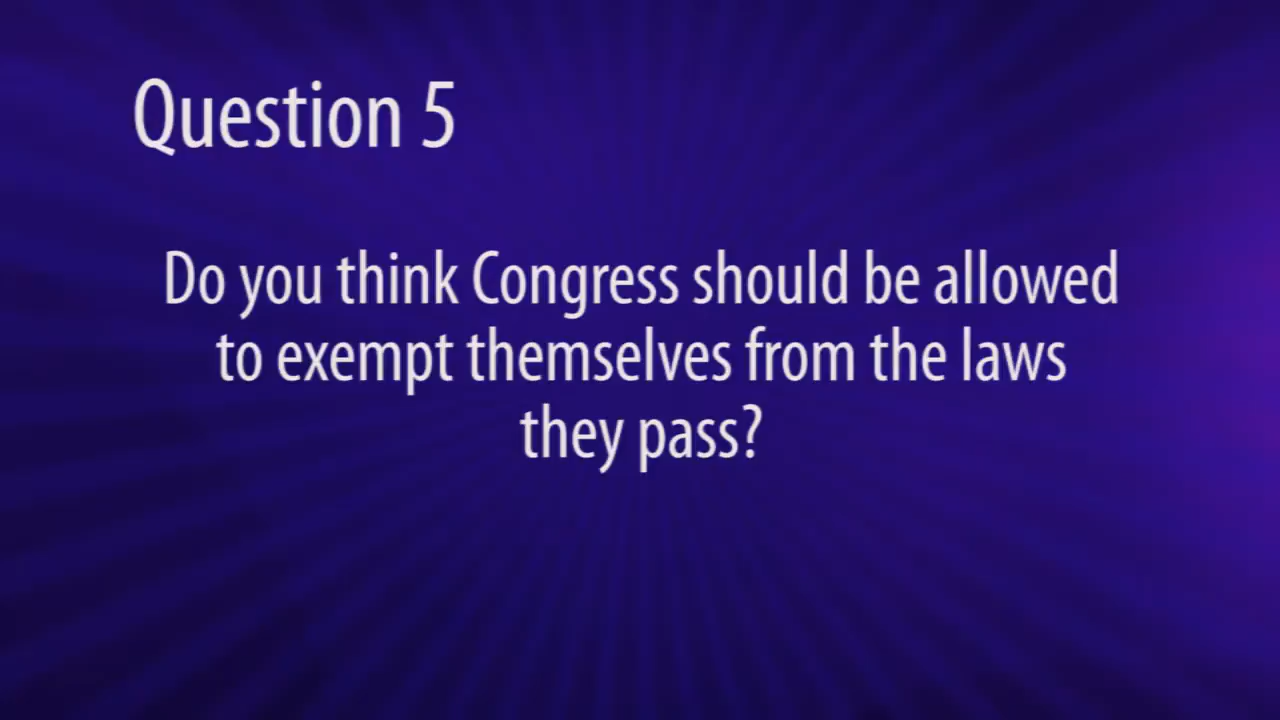 Question 5
Do you think Congress should be allowed
to exempt themselves from the laws
they pass?